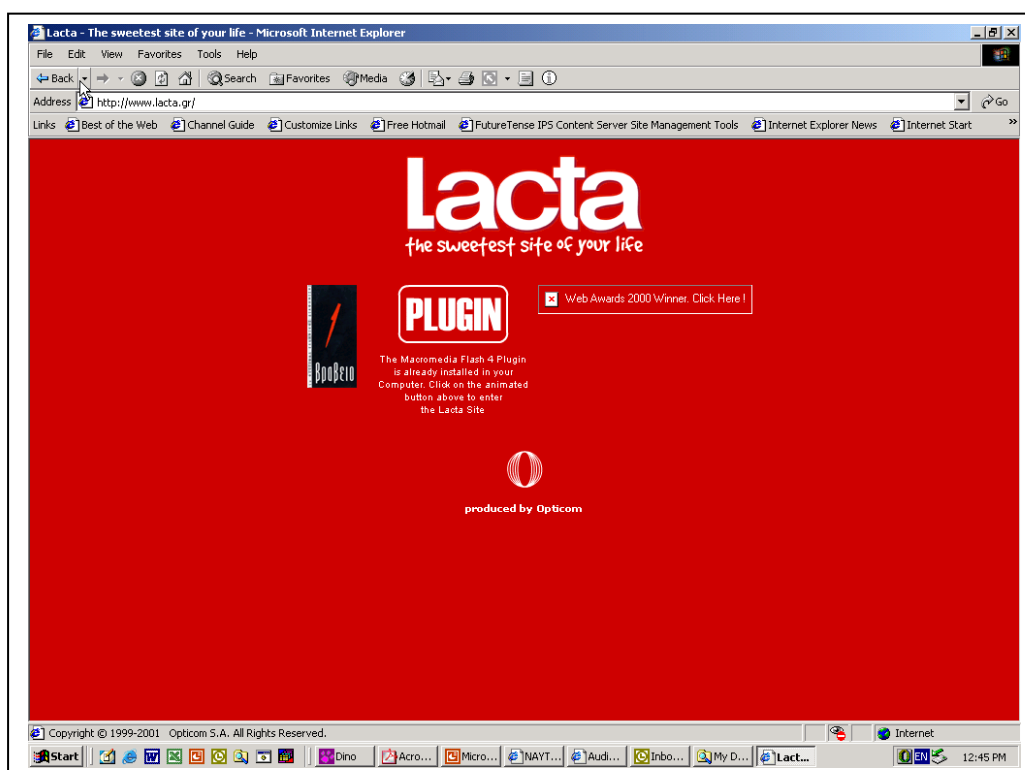 Lacta - The sweetest site of your life - Microsoft Internet Explorer
File Edit View Favorites Tools Help
Back Search Favorites Media
Address http://www.lacta.gr/ Go
Links Best of the Web Channel Guide Customize Links Free Hotmail FutureTense IPS Content Server Site Management Tools Internet Explorer News Internet Start »
Lacta
the sweetest site of your life
PLUGIN
Web Awards 2000 Winner. Click Here !
Βραβείο
The Macromedia Flash 4 Plugin
is already installed in your
Computer. Click on the animated
button above to enter
the Lacta Site
produced by Opticom
Copyright © 1999-2001 Opticom S.A. All Rights Reserved. Internet
Start Dino Acro... Micro... NAYT... Audi... Inbo... My D... Lact... EN 12:45 PM